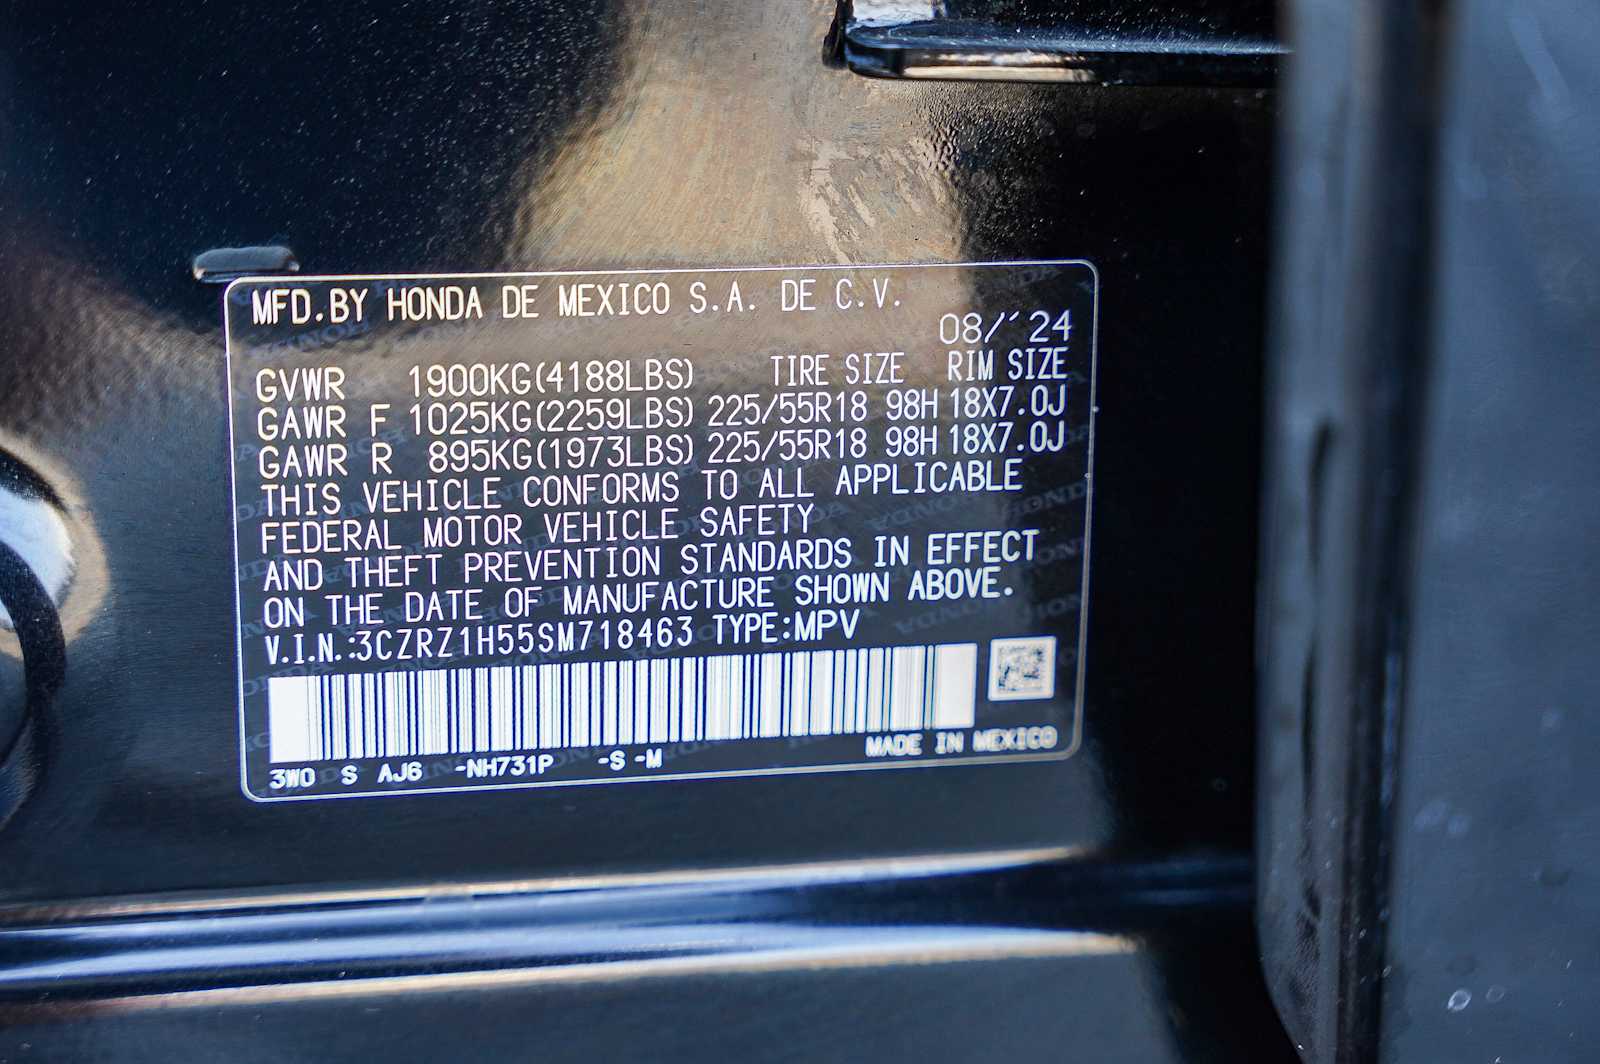 MFD.BY HONDA DE MEXICO S.A. DE C.V.
08/´24
GVWR 1900KG(4188LBS) TIRE SIZE RIM SIZE
GAWR F 1025KG(2259LBS) 225/55R18 98H 18X7.0J
GAWR R 895KG(1973LBS) 225/55R18 98H 18X7.0J
THIS VEHICLE CONFORMS TO ALL APPLICABLE
FEDERAL MOTOR VEHICLE SAFETY
AND THEFT PREVENTION STANDARDS IN EFFECT
ON THE DATE OF MANUFACTURE SHOWN ABOVE.
V.I.N.:3CZRZ1H55SM718463 TYPE:MPV
3W0 S AJ6 -NH731P -S -M MADE IN MEXICO